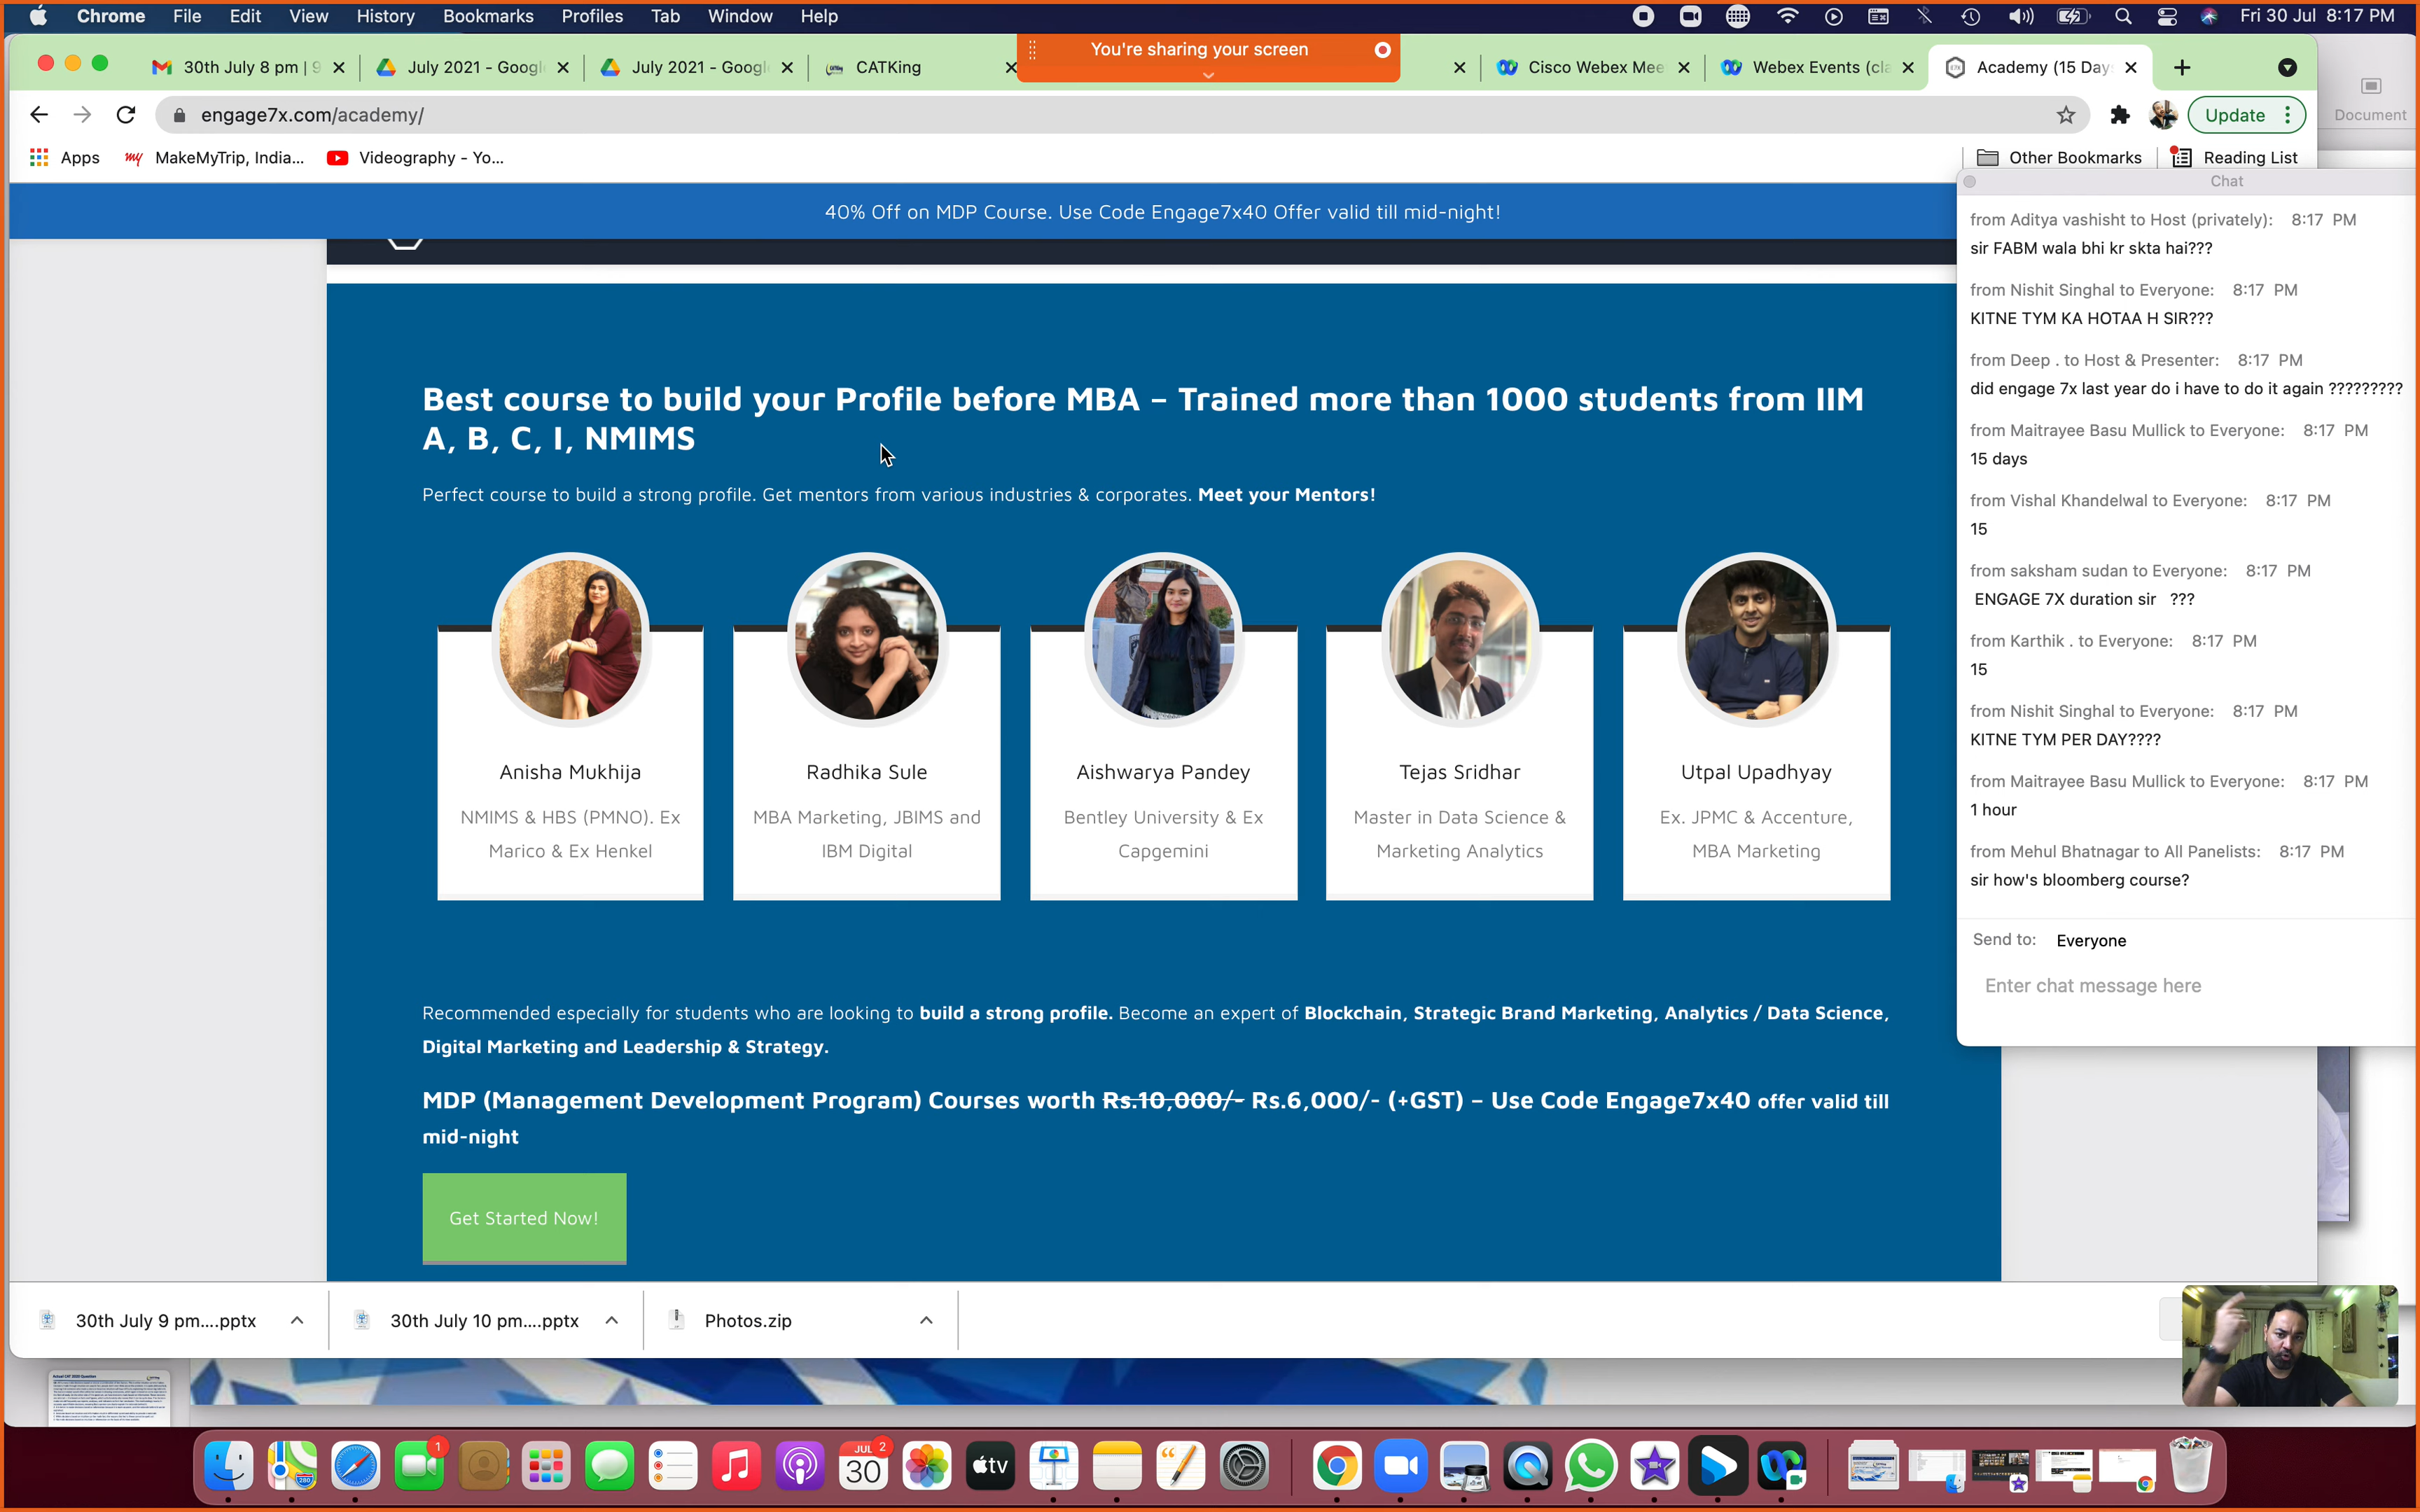 Chrome File Edit View History Bookmarks Profiles Tab Window Help
Fri 30 Jul 8:17 PM
30th July 8 pm | 9
July 2021 - Googl
July 2021 - Googl
CATKing
You're sharing your screen
Cisco Webex Mee
Webex Events (cla
Academy (15 Day
engage7x.com/academy/
Update
Document
Apps
MakeMyTrip, India...
Videography - Yo...
Other Bookmarks
Reading List
40% Off on MDP Course. Use Code Engage7x40 Offer valid till mid-night!
Best course to build your Profile before MBA – Trained more than 1000 students from IIM
A, B, C, I, NMIMS
Perfect course to build a strong profile. Get mentors from various industries & corporates. Meet your Mentors!
Anisha Mukhija
NMIMS & HBS (PMNO). Ex
Marico & Ex Henkel
Radhika Sule
MBA Marketing, JBIMS and
IBM Digital
Aishwarya Pandey
Bentley University & Ex
Capgemini
Tejas Sridhar
Master in Data Science &
Marketing Analytics
Utpal Upadhyay
Ex. JPMC & Accenture,
MBA Marketing
Recommended especially for students who are looking to build a strong profile. Become an expert of Blockchain, Strategic Brand Marketing, Analytics / Data Science,
Digital Marketing and Leadership & Strategy.
MDP (Management Development Program) Courses worth Rs.10,000/- Rs.6,000/- (+GST) – Use Code Engage7x40 offer valid till
mid-night
Get Started Now!
Chat
from Aditya vashisht to Host (privately): 8:17 PM
sir FABM wala bhi kr skta hai???
from Nishit Singhal to Everyone: 8:17 PM
KITNE TYM KA HOTAA H SIR???
from Deep . to Host & Presenter: 8:17 PM
did engage 7x last year do i have to do it again ?????????
from Maitrayee Basu Mullick to Everyone: 8:17 PM
15 days
from Vishal Khandelwal to Everyone: 8:17 PM
15
from saksham sudan to Everyone: 8:17 PM
ENGAGE 7X duration sir ???
from Karthik . to Everyone: 8:17 PM
15
from Nishit Singhal to Everyone: 8:17 PM
KITNE TYM PER DAY????
from Maitrayee Basu Mullick to Everyone: 8:17 PM
1 hour
from Mehul Bhatnagar to All Panelists: 8:17 PM
sir how's bloomberg course?
Send to: Everyone
Enter chat message here
30th July 9 pm....pptx
30th July 10 pm....pptx
Photos.zip
Actual CAT 2020 Question
1
JUL
30
2
tv
280